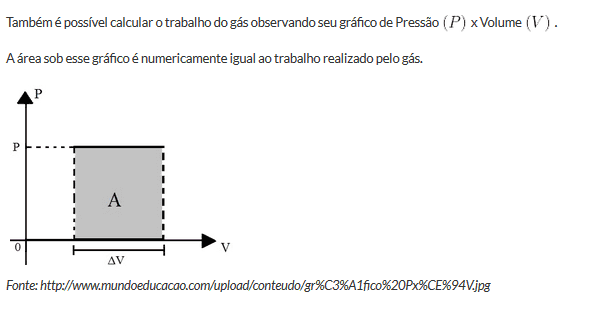 Também é possível calcular o trabalho do gás observando seu gráfico de Pressão (P) x Volume (V) .
A área sob esse gráfico é numericamente igual ao trabalho realizado pelo gás.
P
P
A
0
V
ΔV
Fonte: http://www.mundoeducacao.com/upload/conteudo/gr%C3%A1fico%20Px%CE%94V.jpg